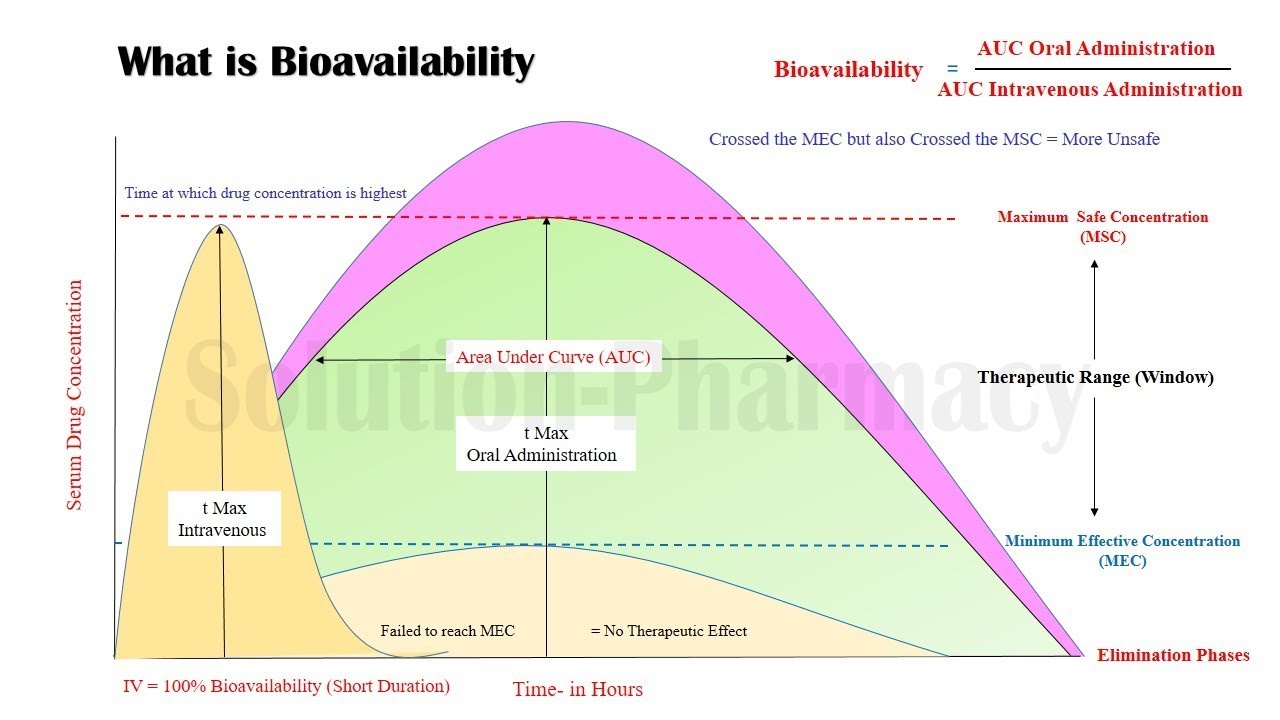 What is Bioavailability
Bioavailability = AUC Oral Administration
AUC Intravenous Administration
Crossed the MEC but also Crossed the MSC = More Unsafe
Time at which drug concentration is highest
Maximum Safe Concentration
(MSC)
Serum Drug Concentration
Area Under Curve (AUC)
Solution-Pharmacy
Therapeutic Range (Window)
t Max
Oral Administration
t Max
Intravenous
Minimum Effective Concentration
(MEC)
Failed to reach MEC = No Therapeutic Effect
Elimination Phases
IV = 100% Bioavailability (Short Duration)
Time- in Hours